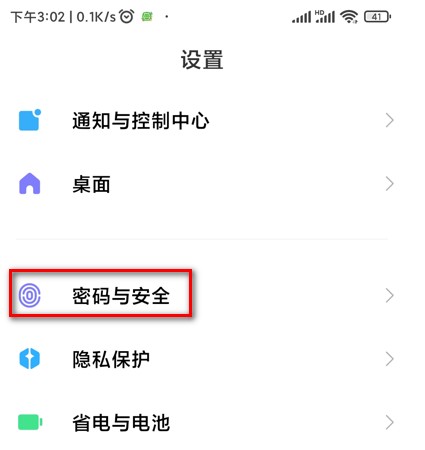 下午3:02 | 0.1K/s
HD
41
设置
通知与控制中心
桌面
密码与安全
隐私保护
省电与电池